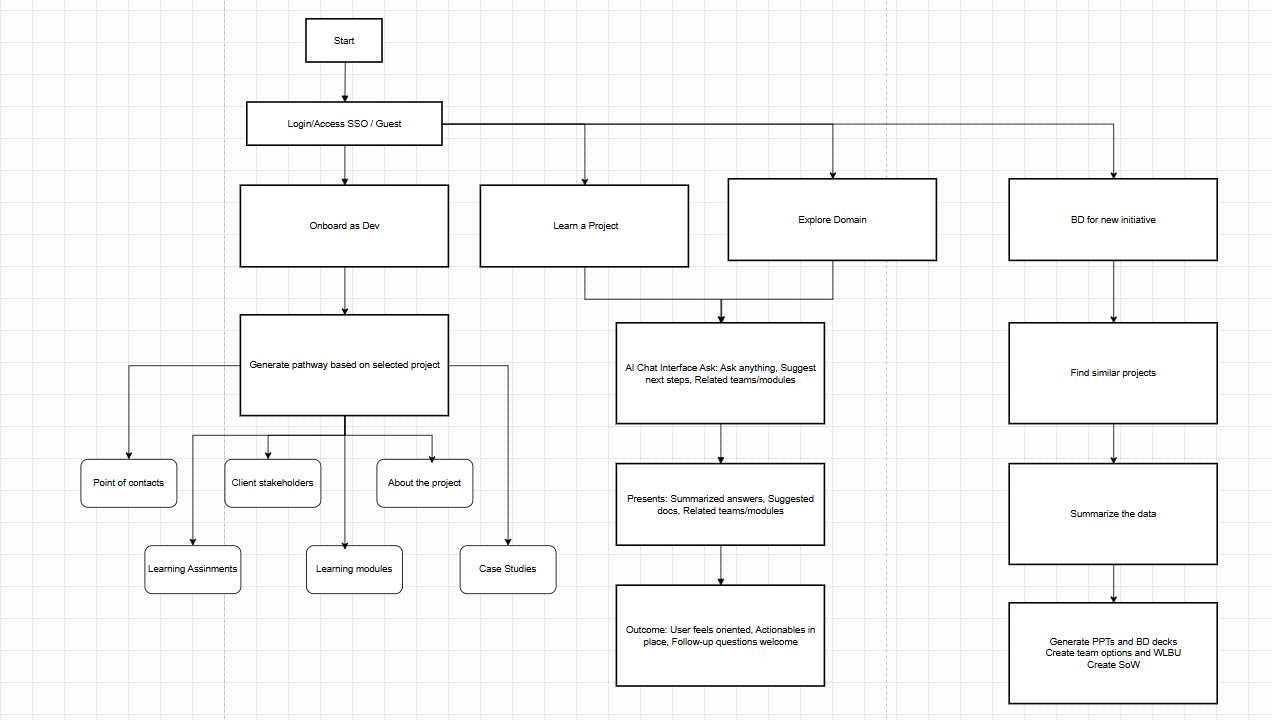 Start
Login/Access SSO / Guest
Onboard as Dev
Learn a Project
Explore Domain
BD for new initiative
Generate pathway based on selected project
AI Chat Interface Ask: Ask anything, Suggest
next steps, Related teams/modules
Find similar projects
Point of contacts
Client stakeholders
About the project
Presents: Summarized answers, Suggested
docs, Related teams/modules
Summarize the data
Learning Assinments
Learning modules
Case Studies
Outcome: User feels oriented, Actionables in
place, Follow-up questions welcome
Generate PPTs and BD decks
Create team options and WLBU
Create SoW